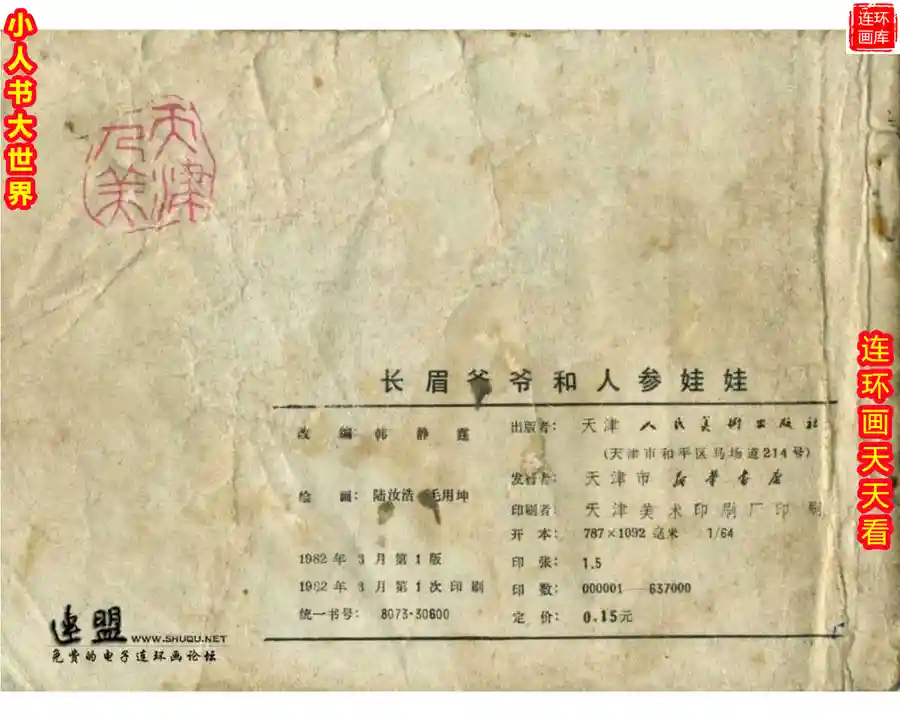 小人书大世界
连环
画库
天津
人美
长眉爷爷和人参娃娃
改编 韩静霆
绘画：陆汝浩 毛用坤
1982年3月第1版
1982年3月第1次印刷
统一书号：8073·30600
出版者：天津人民美术出版社
(天津市和平区马场道214号)
发行者：天津市新华书店
印刷者：天津美术印刷厂印刷
开本：787×1092毫米 1/64
印张：1.5
印数：000001—637000
定价：0.15元
连环画天天看
连盟 WWW.SHUQU.NET
免费的电子连环画论坛